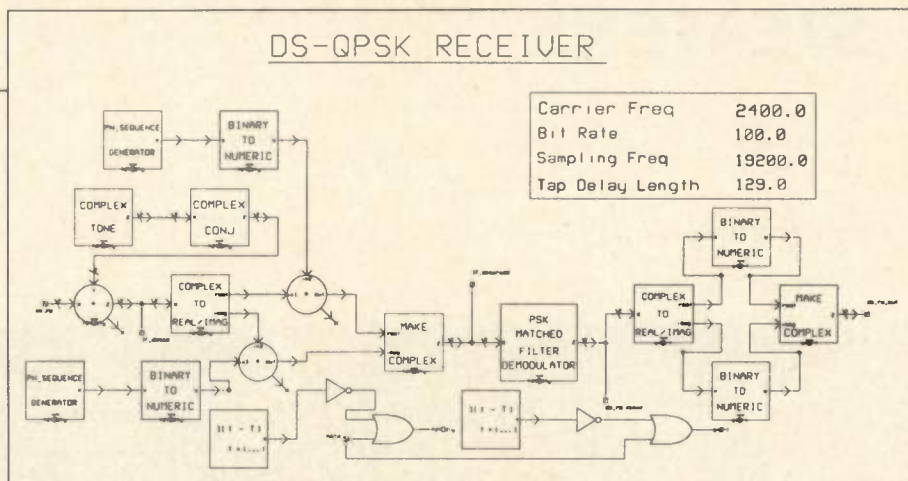 DS-QPSK RECEIVER
Carrier Freq 2400.0
Bit Rate 100.0
Sampling Freq 19200.0
Tap Delay Length 129.0
PN_SEQUENCE
GENERATOR
BINARY
TO
NUMERIC
COMPLEX
TONE
COMPLEX
CONJ
BINARY
TO
NUMERIC
COMPLEX
TO
REAL/IMAG
MAKE
COMPLEX
PSK
MATCHED
FILTER
DEMODULATOR
COMPLEX
TO
REAL/IMAG
MAKE
COMPLEX
PN_SEQUENCE
GENERATOR
BINARY
TO
NUMERIC
BINARY
TO
NUMERIC